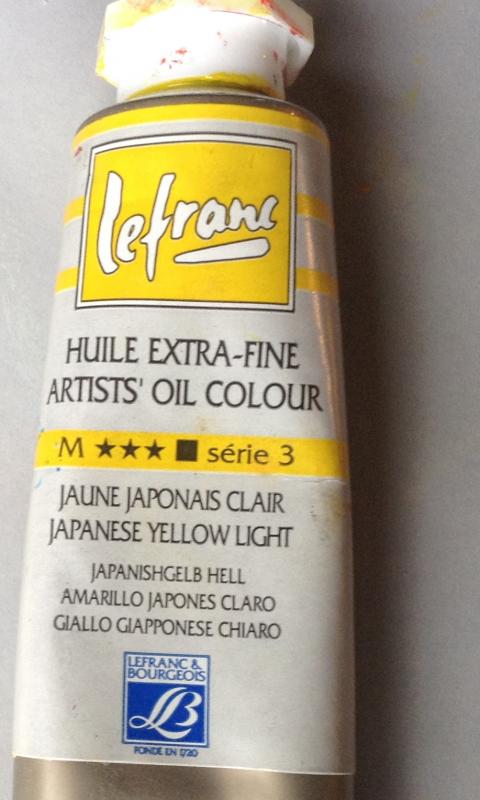 lefranc
HUILE EXTRA-FINE
ARTISTS' OIL COLOUR
M ★★★ ■ série 3
JAUNE JAPONAIS CLAIR
JAPANESE YELLOW LIGHT
JAPANISHGELB HELL
AMARILLO JAPONES CLARO
GIALLO GIAPPONESE CHIARO
LEFRANC &
BOURGEOIS
LB
FONDÉ EN 1720